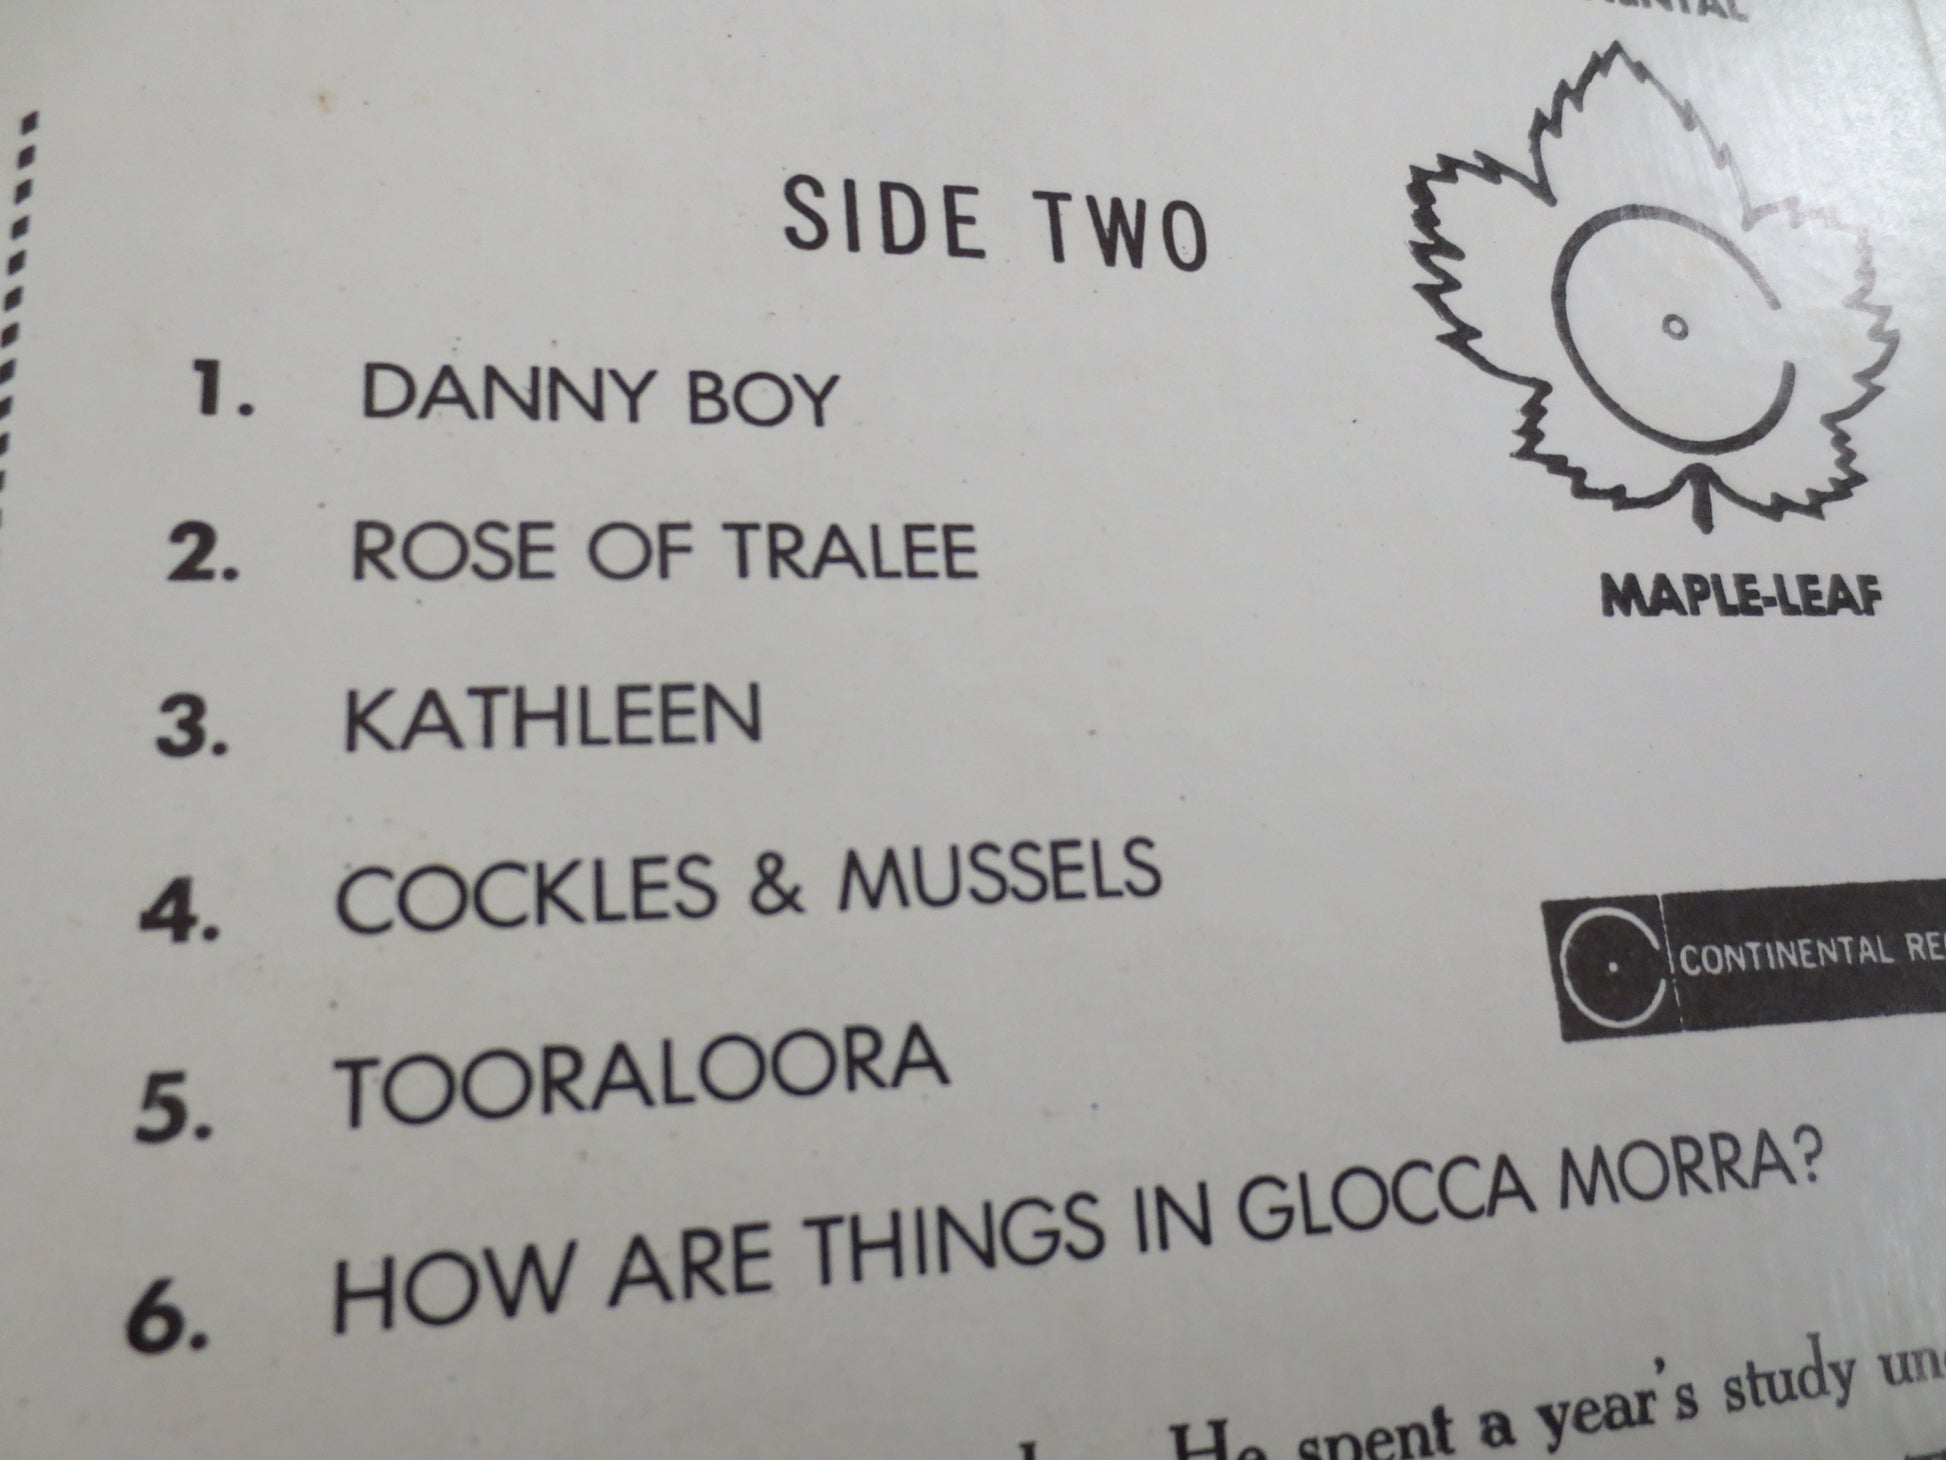 SIDE TWO
1. DANNY BOY
2. ROSE OF TRALEE
3. KATHLEEN
4. COCKLES & MUSSELS
5. TOORALOORA
6. HOW ARE THINGS IN GLOCCA MORRA?
MAPLE-LEAF
CONTINENTAL
He spent a year's study